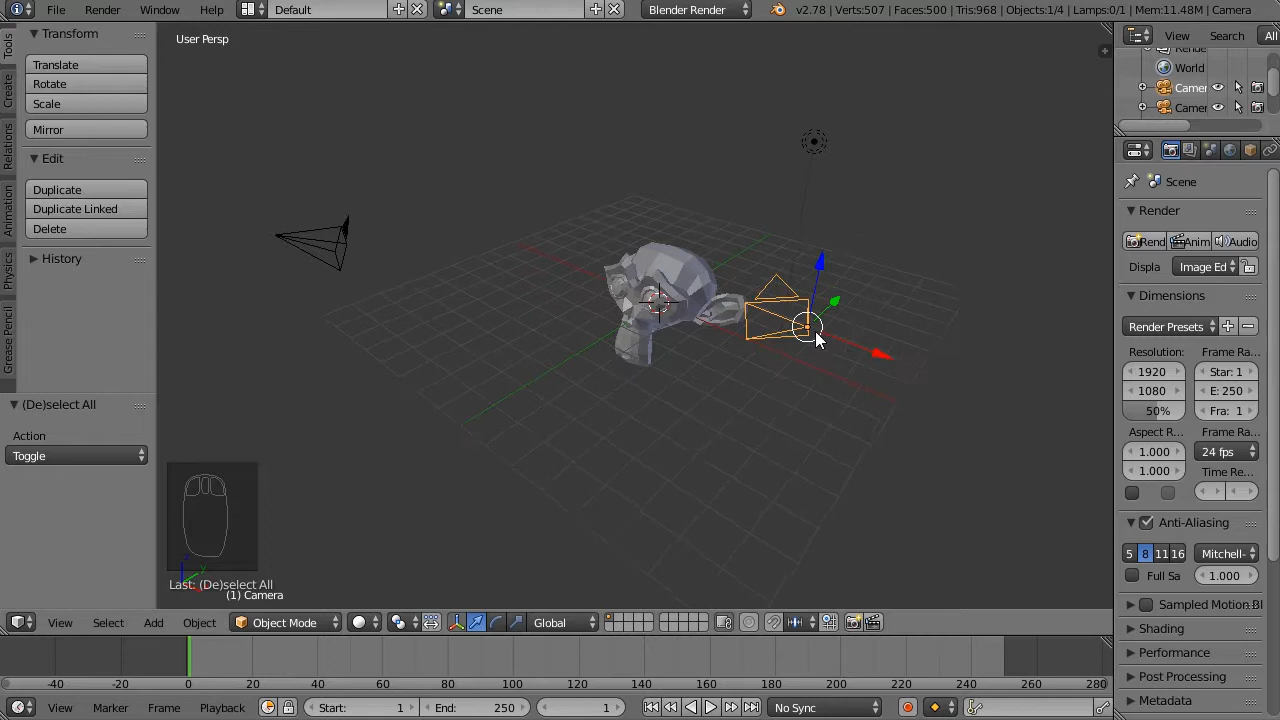 File Render Window Help Default Scene Blender Render v2.78 | Verts:507 | Faces:500 | Tris:968 | Objects:1/4 | Lamps:0/1 | Mem:11.48M | Camera
Tools
Create
Relations
Animation
Physics
Grease Pencil
Transform
Translate
Rotate
Scale
Mirror
Edit
Duplicate
Duplicate Linked
Delete
History
(De)select All
Action
Toggle
User Persp
Last: (De)select All
(1) Camera
View Select Add Object Object Mode Global
-40 -20 0 20 40 60 80 100 120 140 160 180 200 220 240 260 280
View Marker Frame Playback Start: 1 End: 250 1 No Sync
View Search All
World
Camer
Camer
Scene
Render
Rend Anim Audio
Displa Image Ed
Dimensions
Render Presets
Resolution: Frame Ra...
1920 Star: 1
1080 E: 250
50% Fra: 1
Aspect R... Frame Ra...
1.000 24 fps
1.000 Time Re...
Anti-Aliasing
5 8 11 16 Mitchell-
Full Sa 1.000
Sampled Motion Bl
Shading
Performance
Post Processing
Metadata